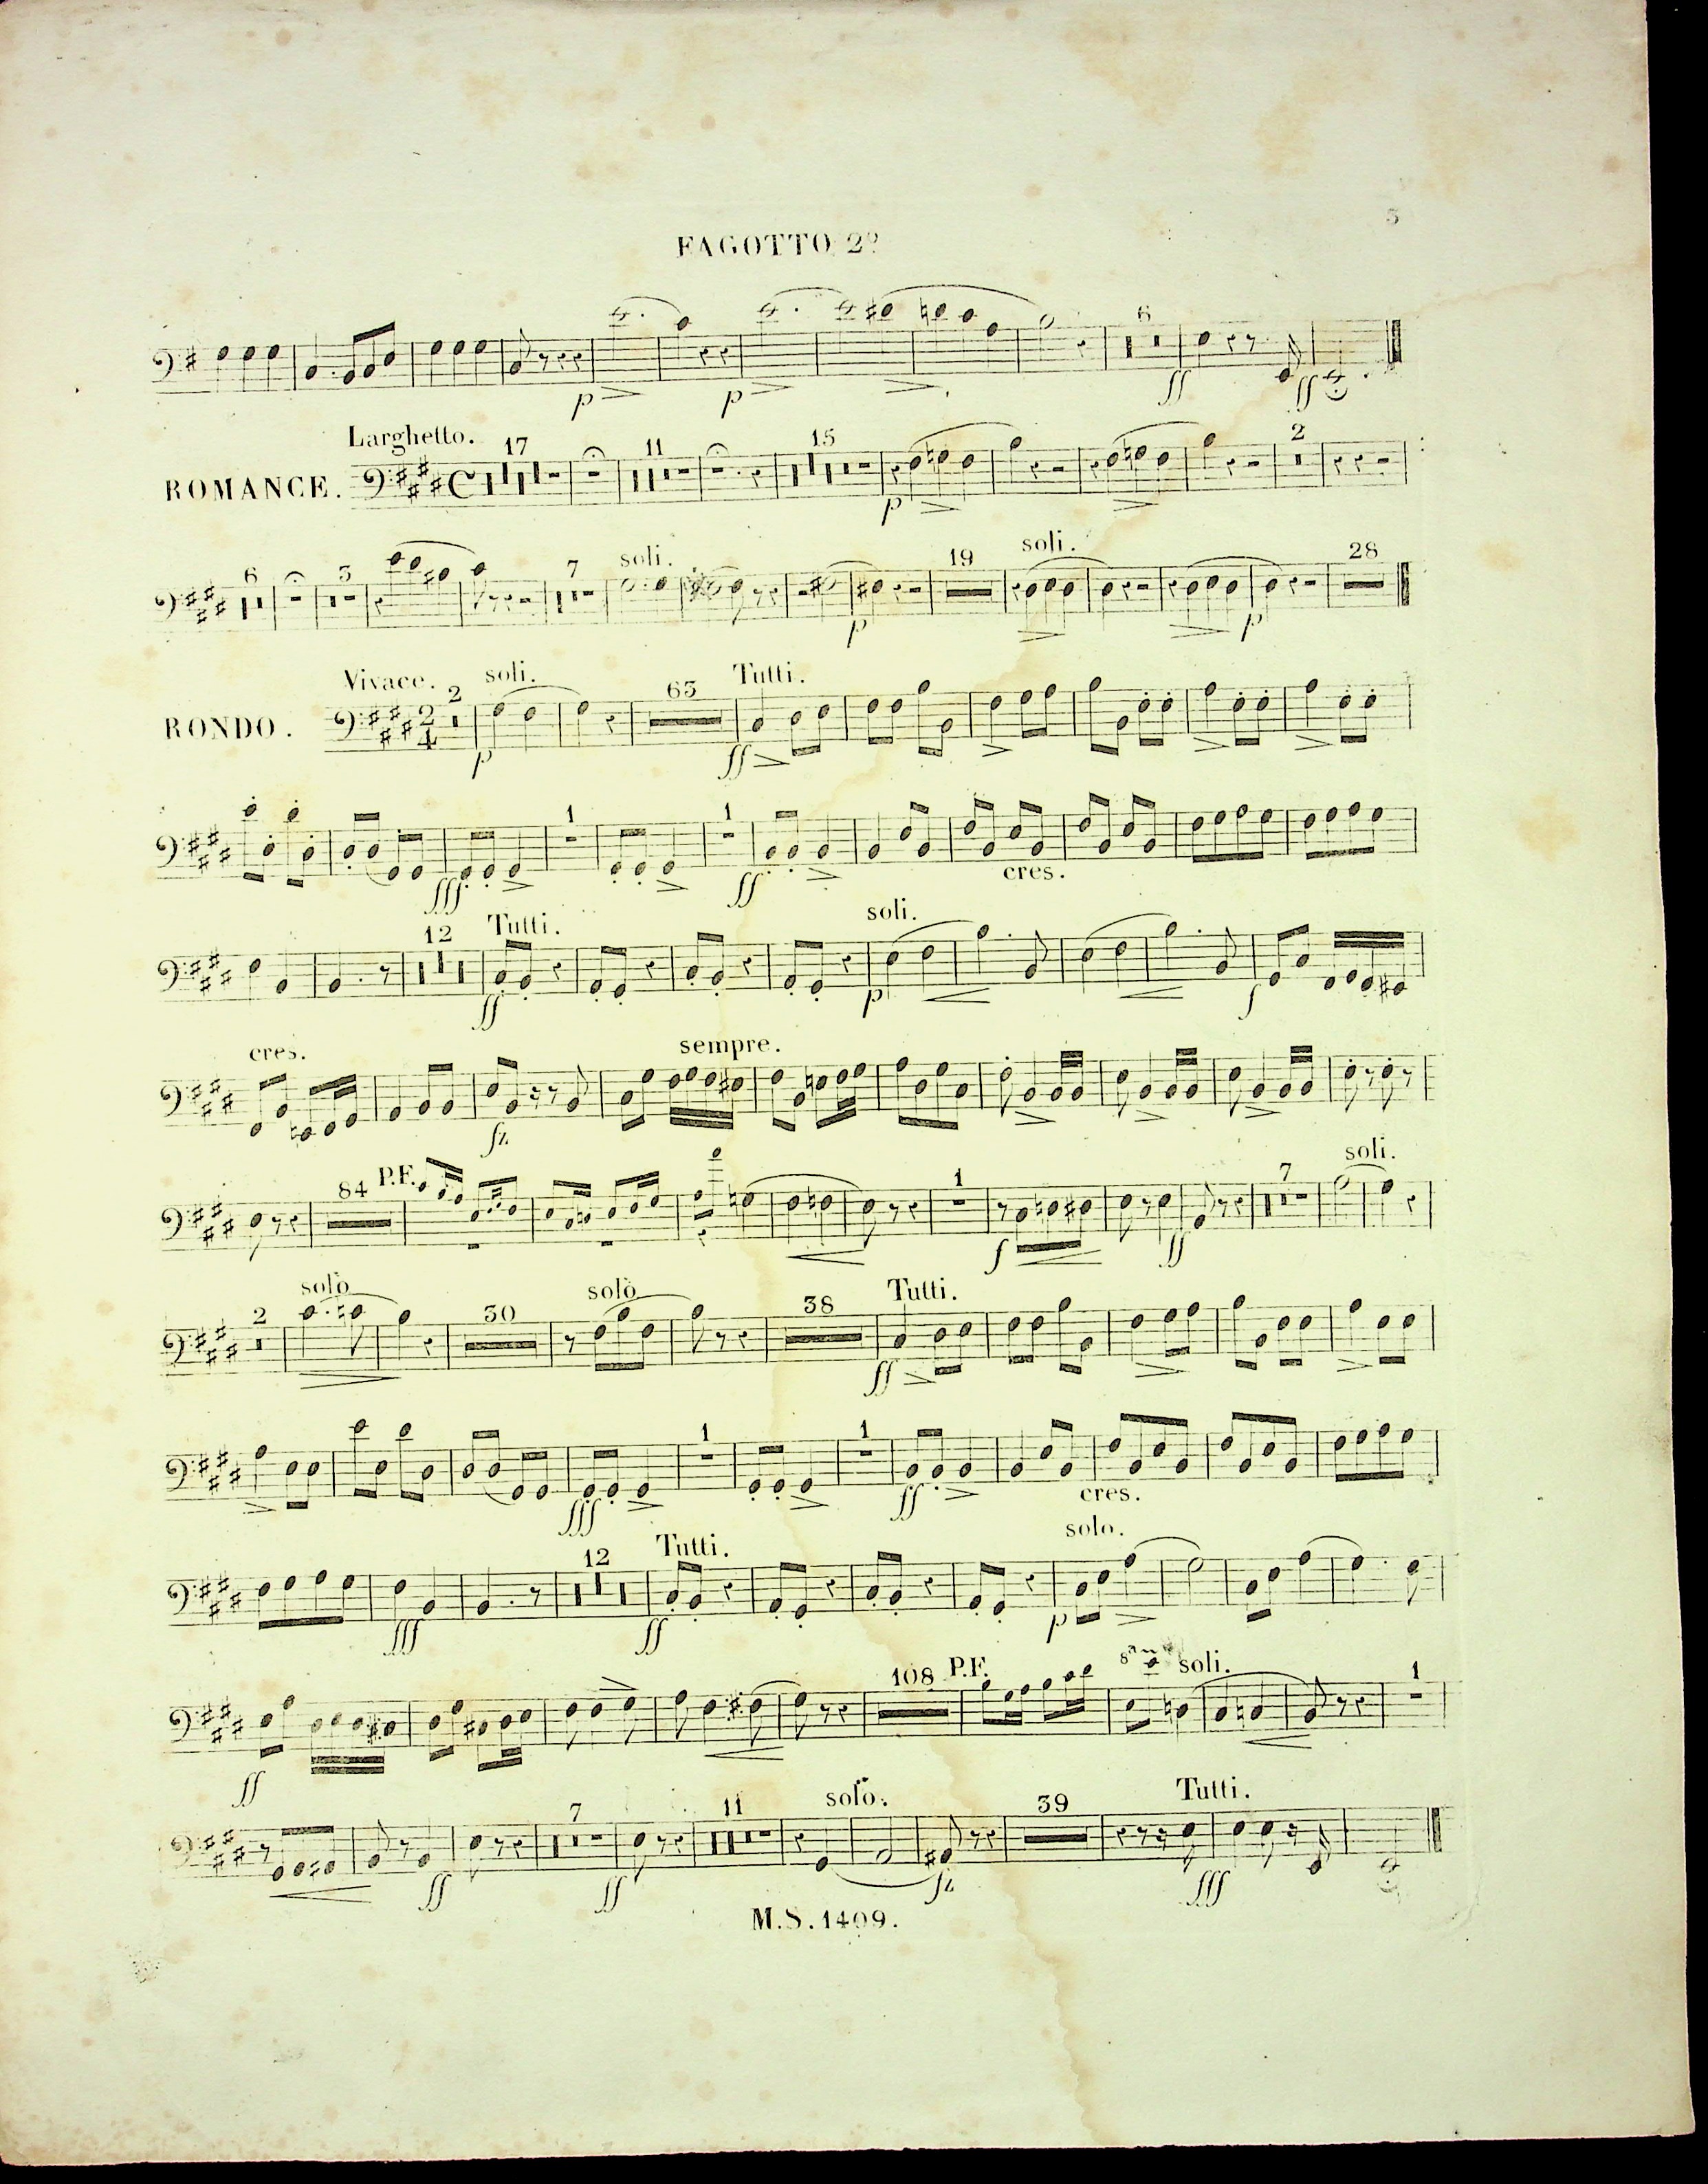 3
FAGOTTO 2º
6
p p ff ff
Larghetto.
17 11 15 2
ROMANCE.
p
6 3 7 soli. 19 soli. 28
p p
Vivace. 2 soli. 63 Tutti.
RONDO. 2/4
p ff
1 1
fff ff cres.
12 Tutti. soli.
ff p f
cres. sempre.
fz
84 P.F. 1 7 soli.
f ff
2 solo 30 solo 38 Tutti.
ff
1 1
fff ff cres.
12 Tutti. solo.
fff ff p
108 P.F. 8ª soli. 1
ff
7 11 solo. 39 Tutti.
ff ff fz fff
M.S. 1409.